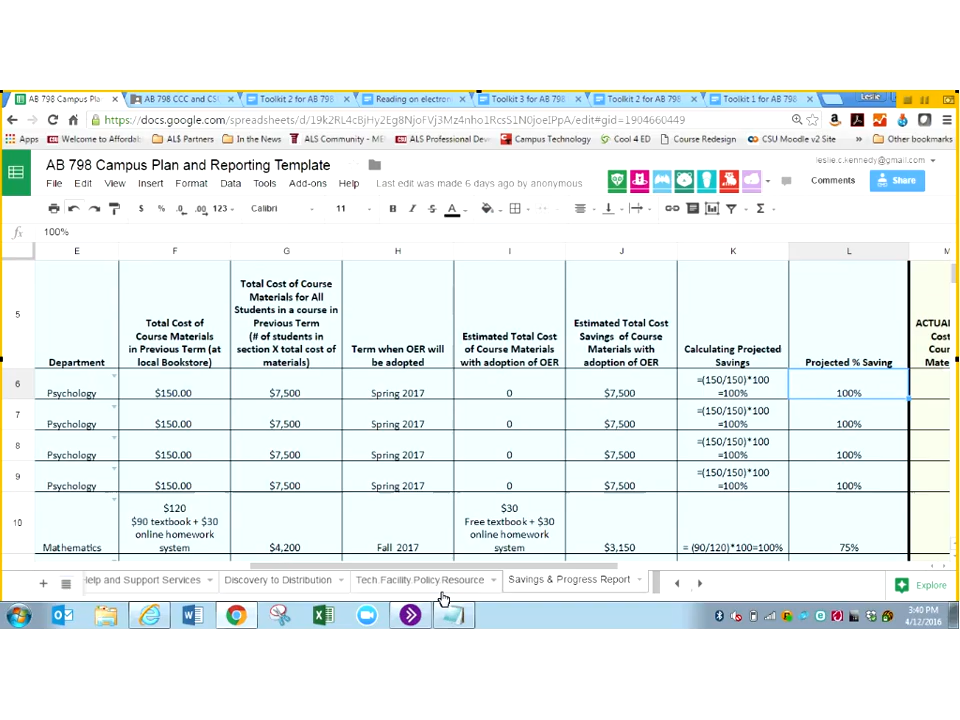 AB 798 Campus Pla
AB 798 CCC and CSU
Toolkit 2 for AB 798
Reading on electron
Toolkit 3 for AB 798
Toolkit 2 for AB 798
Toolkit 1 for AB 798
Leslie
https://docs.google.com/spreadsheets/d/19k2RL4cBjHy2Eg8NjoFVj3Mz4nho1RcsS1N0JoeIPpA/edit#gid=1904660449
Apps
Welcome to Affordab
ALS Partners
In the News
ALS Community - ME
ALS Professional Dev
Campus Technology
Cool 4 ED
Course Redesign
CSU Moodle v2 Site
»
Other bookmarks
AB 798 Campus Plan and Reporting Template
leslie.c.kennedy@gmail.com
File Edit View Insert Format Data Tools Add-ons Help
Last edit was made 6 days ago by anonymous
Comments
Share
$ % .0 .00 123
Calibri
11
B I S A
Σ
fx 100%
E F G H I J K L M
5
Department
Total Cost of
Course Materials
in Previous Term (at
local Bookstore)
Total Cost of Course
Materials for All
Students in a course in
Previous Term
(# of students in
section X total cost of
materials)
Term when OER will
be adopted
Estimated Total Cost
of Course Materials
with adoption of OER
Estimated Total Cost
Savings of Course
Materials with
adoption of OER
Calculating Projected
Savings
Projected % Saving
ACTUAL
Cost
Cour
Mate
6
Psychology $150.00 $7,500 Spring 2017 0 $7,500
=(150/150)*100
=100%
100%
7
Psychology $150.00 $7,500 Spring 2017 0 $7,500
=(150/150)*100
=100%
100%
8
Psychology $150.00 $7,500 Spring 2017 0 $7,500
=(150/150)*100
=100%
100%
9
Psychology $150.00 $7,500 Spring 2017 0 $7,500
=(150/150)*100
=100%
100%
10
Mathematics
$120
$90 textbook + $30
online homework
system
$4,200
Fall 2017
$30
Free textbook + $30
online homework
system
$3,150
= (90/120)*100=100%
75%
Help and Support Services
Discovery to Distribution
Tech Facility Policy Resource
Savings & Progress Report
Explore
3:40 PM
4/12/2016